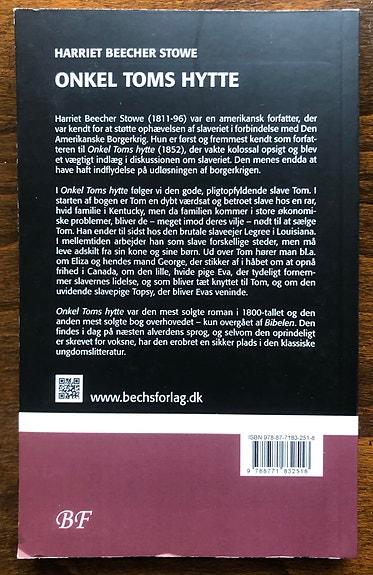 HARRIET BEECHER STOWE
ONKEL TOMS HYTTE
Harriet Beecher Stowe (1811-96) var en amerikansk forfatter, der
var kendt for at støtte ophævelsen af slaveriet i forbindelse med Den
Amerikanske Borgerkrig. Hun er først og fremmest kendt som forfat-
teren til Onkel Toms hytte (1852), der vakte kolossal opsigt og blev
et vægtigt indlæg i diskussionen om slaveriet. Den menes endda at
have haft indflydelse på udløsningen af borgerkrigen.
I Onkel Toms hytte følger vi den gode, pligtopfyldende slave Tom. I
starten af bogen er Tom en dybt værdsat og betroet slave hos en rar,
hvid familie i Kentucky, men da familien kommer i store økonomi-
ske problemer, bliver de – meget imod deres vilje – nødt til at sælge
Tom. Han ender til sidst hos den brutale slaveejer Legree i Louisiana.
I mellemtiden arbejder han som slave forskellige steder, men må
leve adskilt fra sin kone og sine børn. Ud over Tom hører man bl.a.
om Eliza og hendes mand George, der stikker af i håbet om at opnå
frihed i Canada, om den lille, hvide pige Eva, der tydeligt fornem-
mer slavernes lidelse, og som bliver tæt knyttet til Tom, og om den
uvidende slavepige Topsy, der bliver Evas veninde.
Onkel Toms hytte var den mest solgte roman i 1800-tallet og den
anden mest solgte bog overhovedet – kun overgået af Bibelen. Den
findes i dag på næsten alverdens sprog, og selvom den oprindeligt
er skrevet for voksne, har den erobret en sikker plads i den klassiske
ungdomslitteratur.
www.bechsforlag.dk
ISBN 978-87-7183-251-8
9 788771 832518
BF